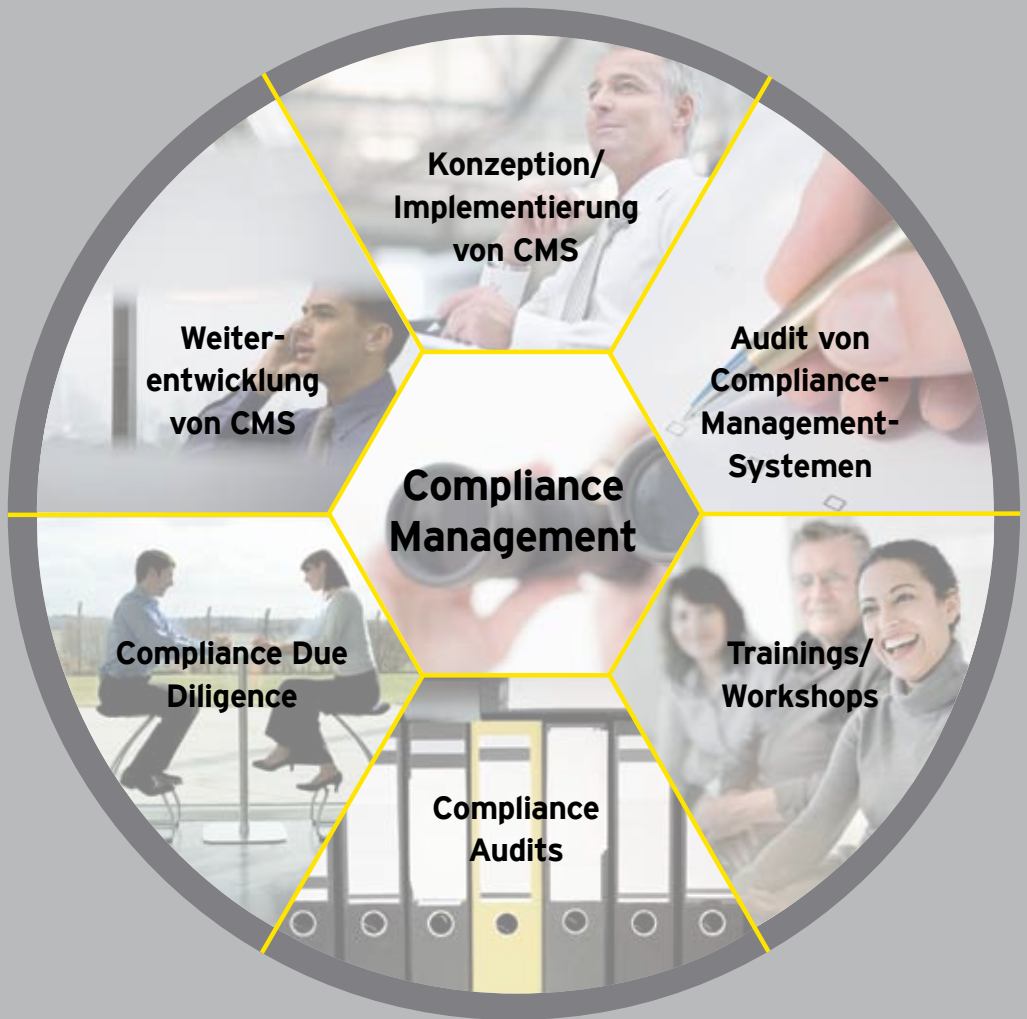 Konzeption/
Implementierung
von CMS
Audit von
Compliance-
Management-
Systemen
Trainings/
Workshops
Compliance
Audits
Compliance Due
Diligence
Weiter-
entwicklung
von CMS
Compliance
Management